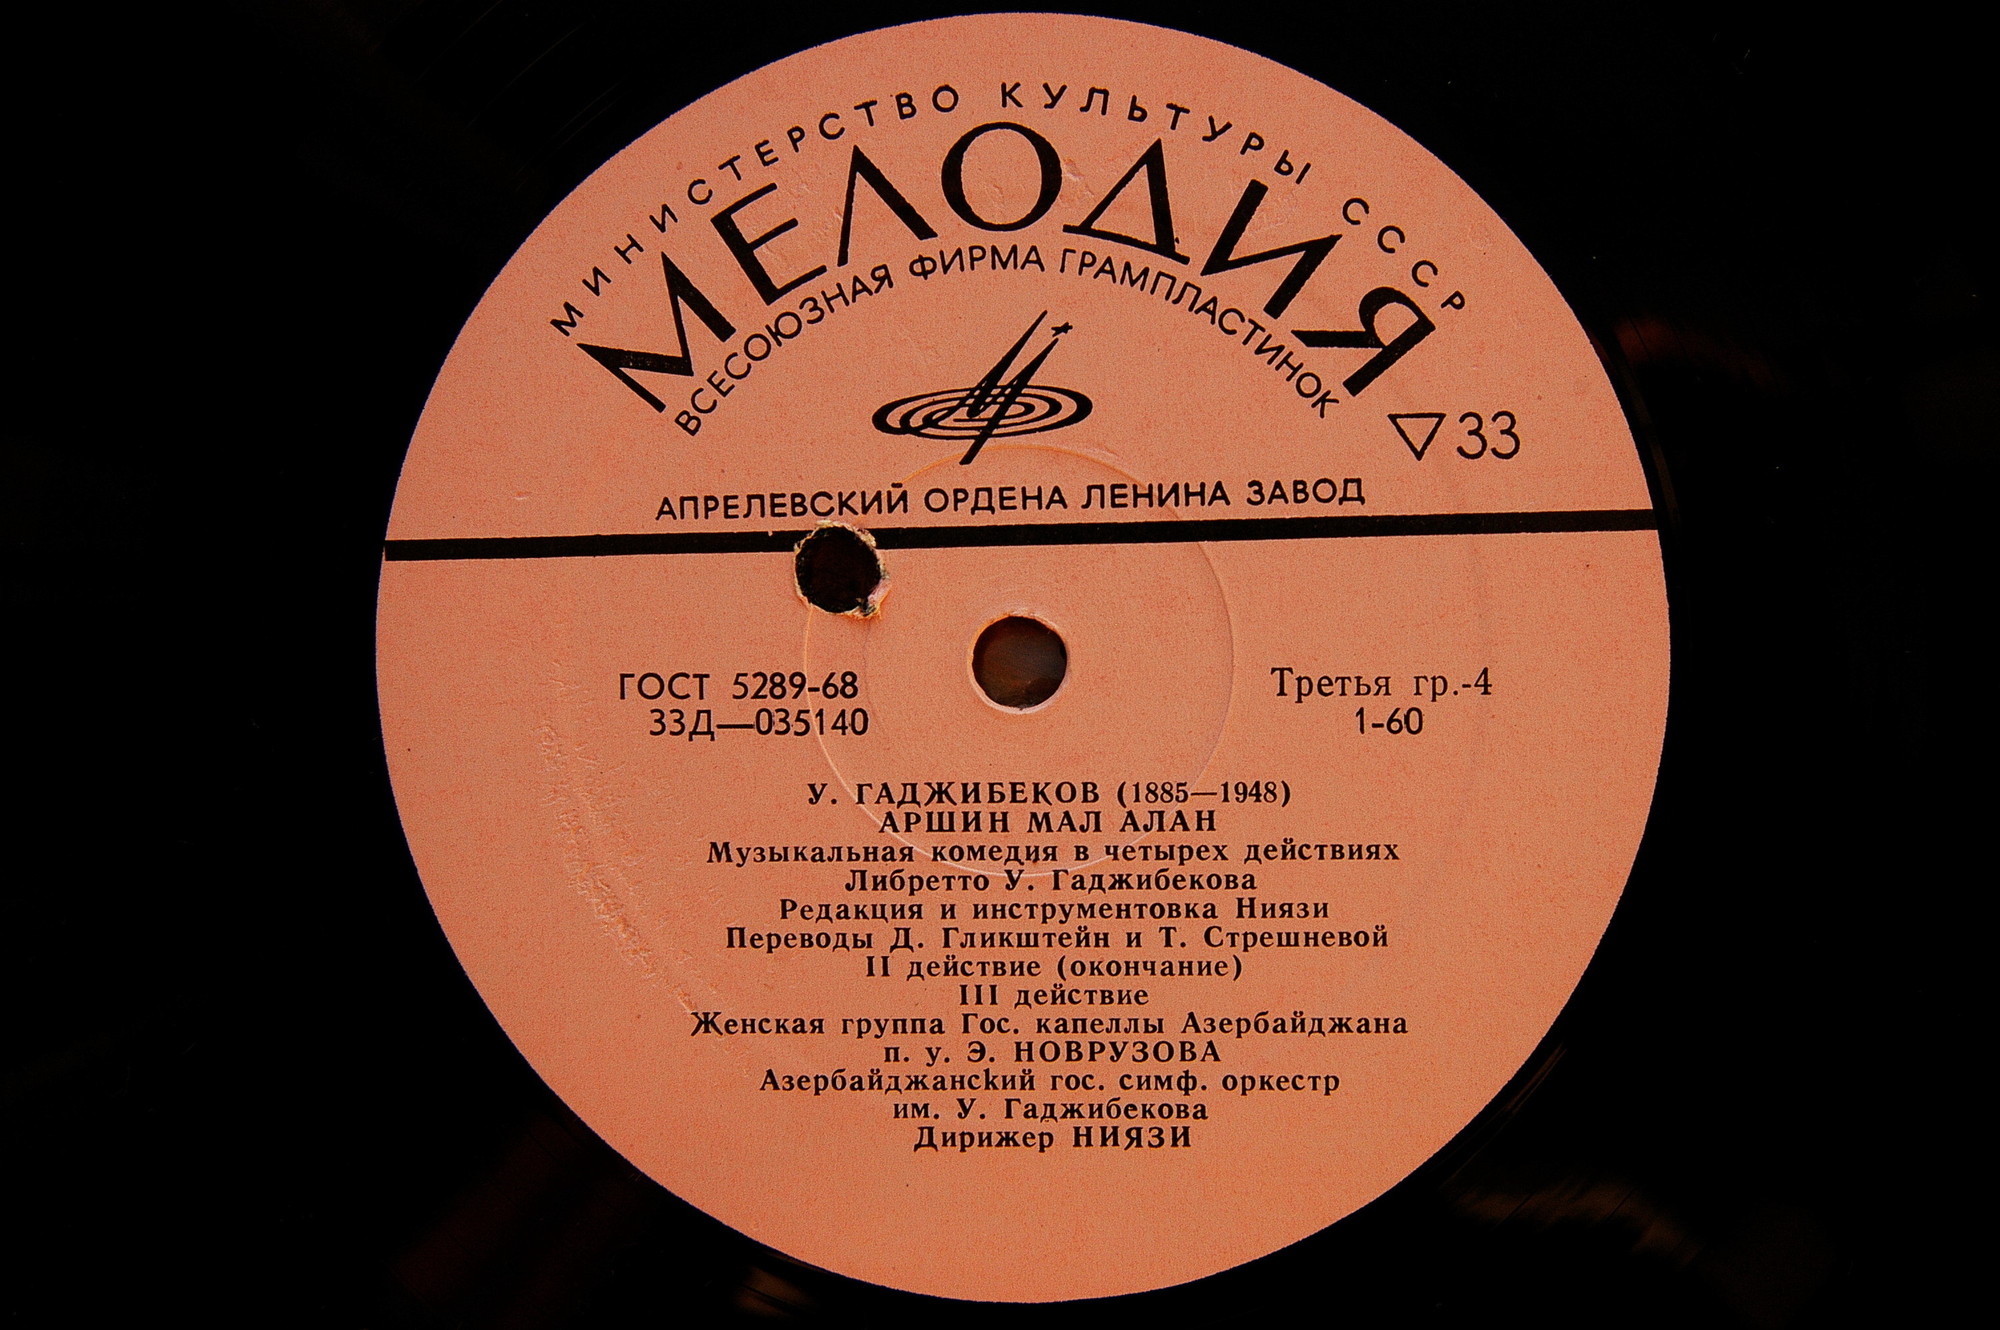 МИНИСТЕРСТВО КУЛЬТУРЫ СССР
МЕЛОДИЯ
ВСЕСОЮЗНАЯ ФИРМА ГРАМПЛАСТИНОК
33
АПРЕЛЕВСКИЙ ОРДЕНА ЛЕНИНА ЗАВОД
ГОСТ 5289-68
33Д—035140
Третья гр.-4
1-60
У. ГАДЖИБЕКОВ (1885—1948)
АРШИН МАЛ АЛАН
Музыкальная комедия в четырех действиях
Либретто У. Гаджибекова
Редакция и инструментовка Ниязи
Переводы Д. Гликштейн и Т. Стрешневой
II действие (окончание)
III действие
Женская группа Гос. капеллы Азербайджана
п. у. Э. НОВРУЗОВА
Азербайджанский гос. симф. оркестр
им. У. Гаджибекова
Дирижер НИЯЗИ